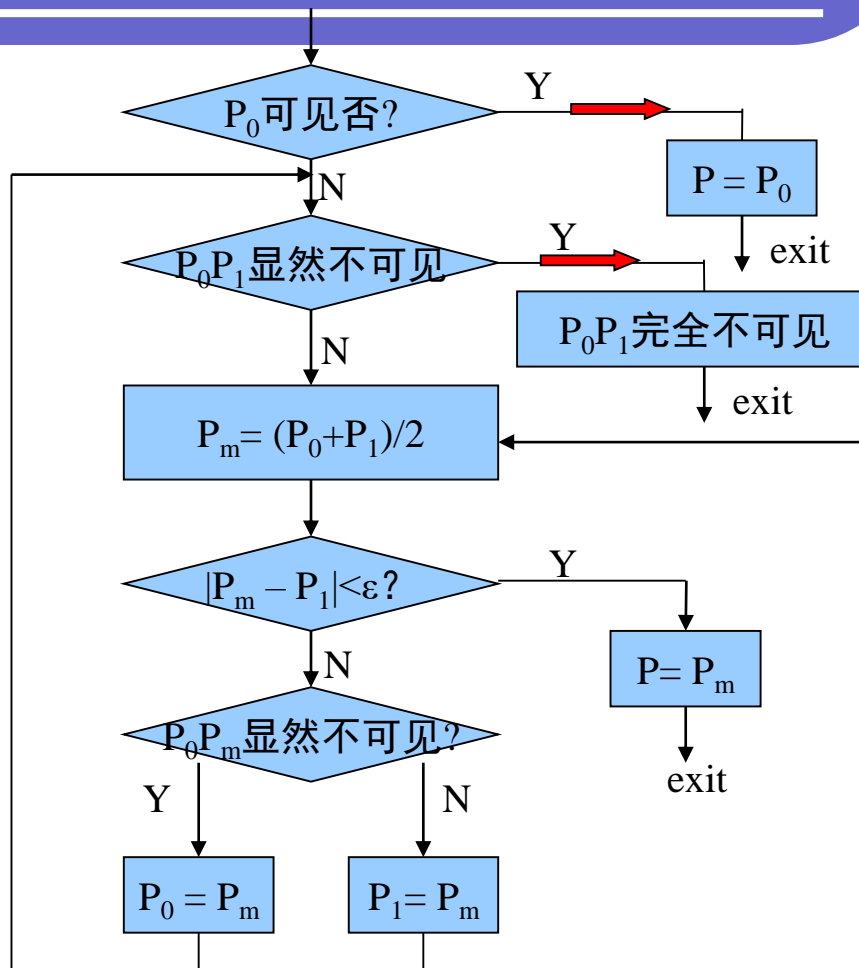 P₀可见否?
Y
P = P₀
exit
N
P₀P₁显然不可见
Y
P₀P₁完全不可见
exit
N
Pₘ= (P₀+P₁)/2
|Pₘ – P₁|<ε?
Y
P= Pₘ
exit
N
P₀Pₘ显然不可见?
Y
N
P₀ = Pₘ
P₁= Pₘ